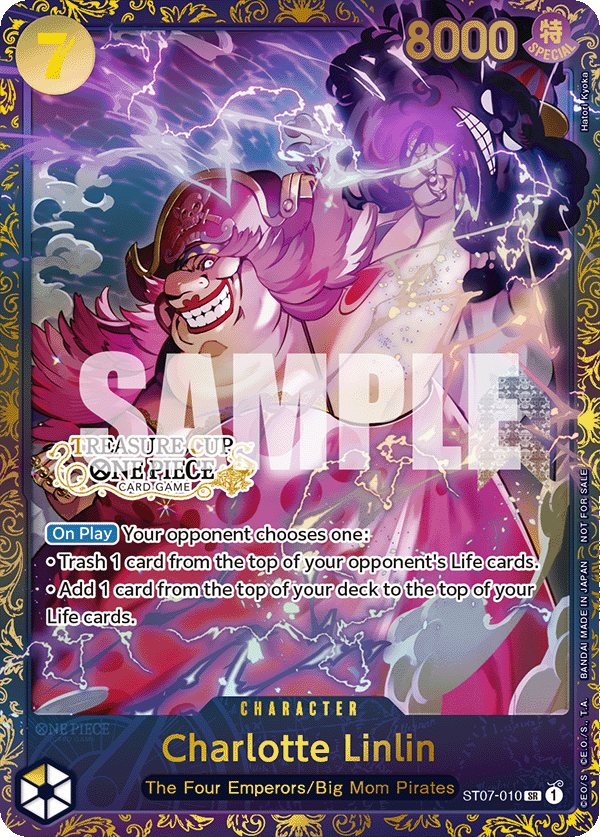 7
8000
特
SPECIAL
Hatori Kyoka
SAMPLE
TREASURE CUP
ONE PIECE
CARD GAME
On Play Your opponent chooses one:
• Trash 1 card from the top of your opponent's Life cards.
• Add 1 card from the top of your deck to the top of your
Life cards.
©E.O/S ©E.O./S., T.A. BANDAI MADE IN JAPAN NOT FOR SALE
ONE PIECE
CARD GAME
CHARACTER
Charlotte Linlin
The Four Emperors/Big Mom Pirates
ST07-010 SR 1